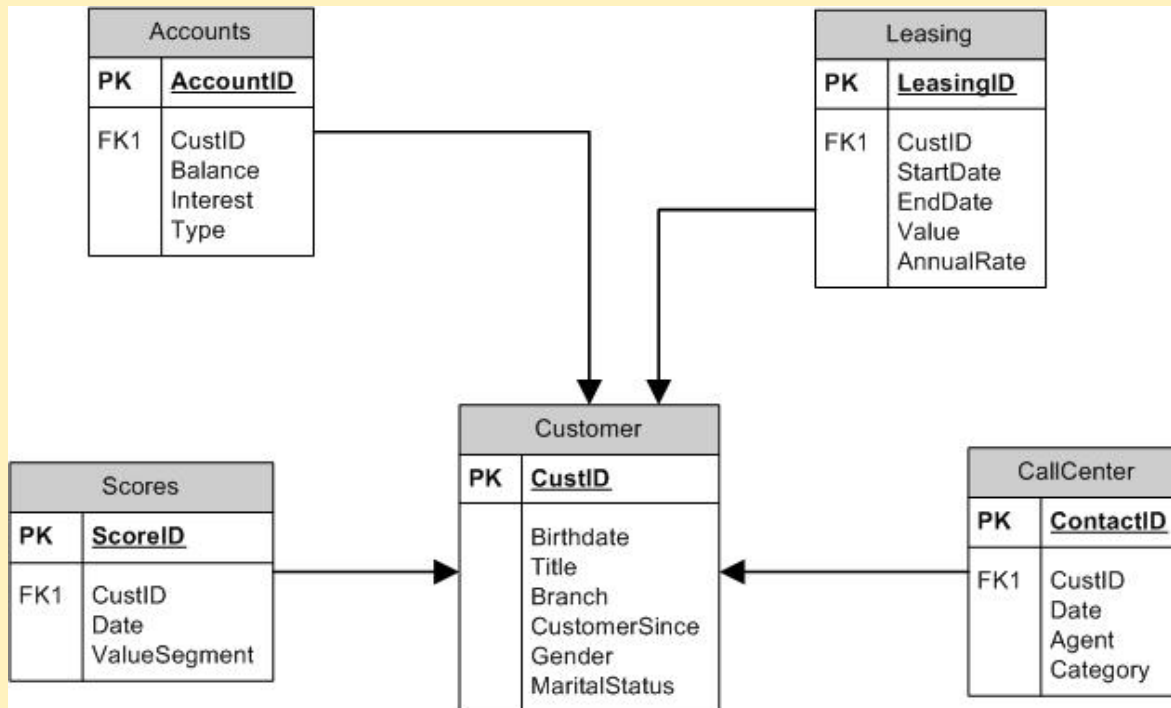 Accounts
PK AccountID
FK1 CustID
Balance
Interest
Type
Leasing
PK LeasingID
FK1 CustID
StartDate
EndDate
Value
AnnualRate
Customer
PK CustID
Birthdate
Title
Branch
CustomerSince
Gender
MaritalStatus
Scores
PK ScoreID
FK1 CustID
Date
ValueSegment
CallCenter
PK ContactID
FK1 CustID
Date
Agent
Category